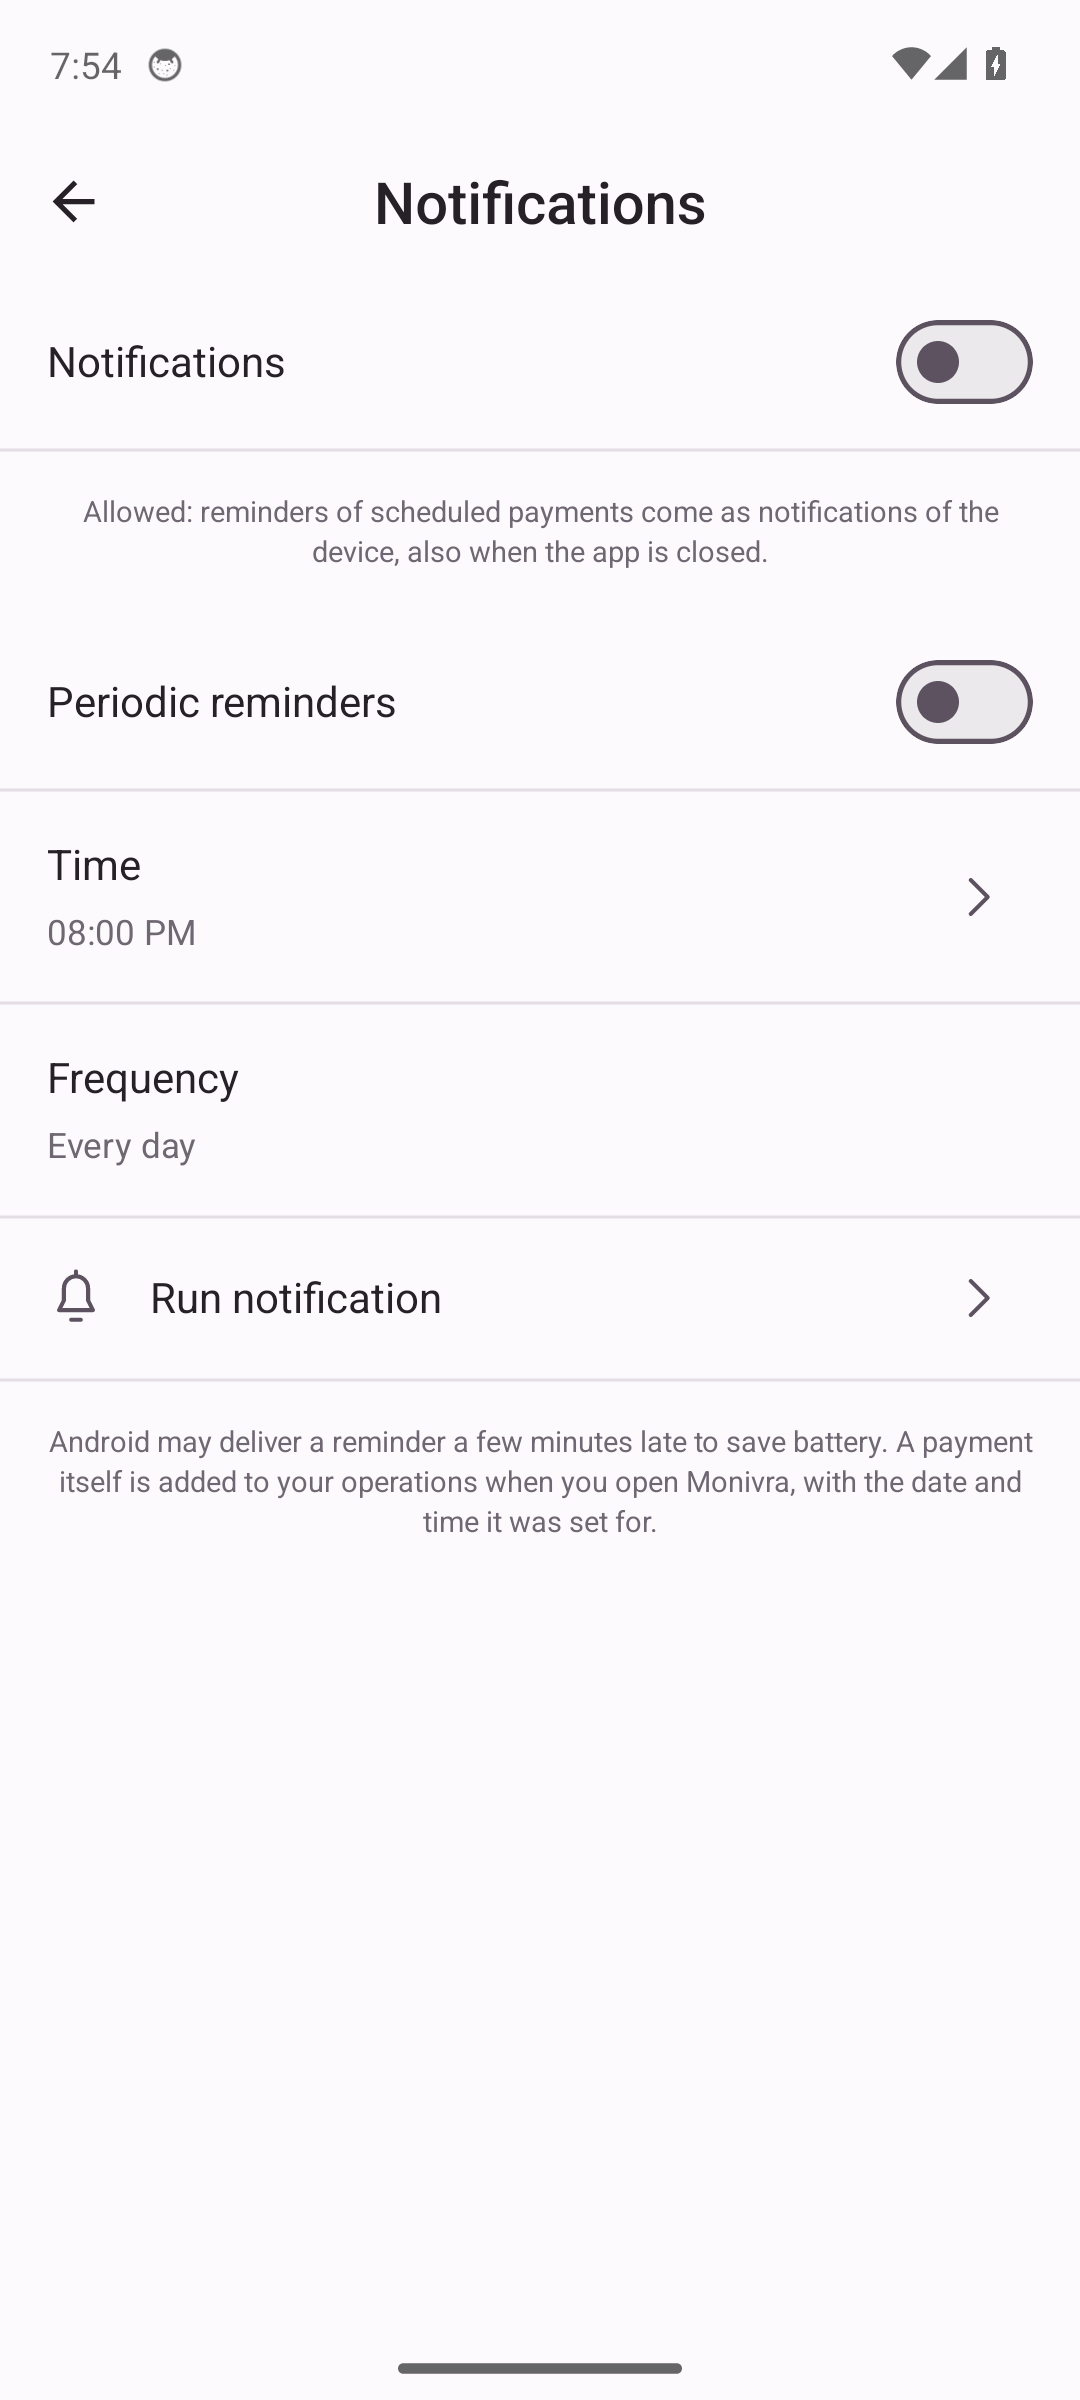 7:54
Notifications
Notifications
Allowed: reminders of scheduled payments come as notifications of the
device, also when the app is closed.
Periodic reminders
Time
08:00 PM
Frequency
Every day
Run notification
Android may deliver a reminder a few minutes late to save battery. A payment
itself is added to your operations when you open Monivra, with the date and
time it was set for.